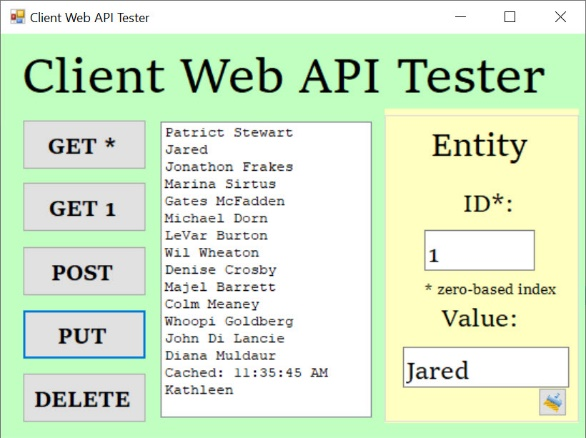 Client Web API Tester
Client Web API Tester
GET *
GET 1
POST
PUT
DELETE
Patrict Stewart
Jared
Jonathon Frakes
Marina Sirtus
Gates McFadden
Michael Dorn
LeVar Burton
Wil Wheaton
Denise Crosby
Majel Barrett
Colm Meaney
Whoopi Goldberg
John Di Lancie
Diana Muldaur
Cached: 11:35:45 AM
Kathleen
Entity
ID*:
1
* zero-based index
Value:
Jared